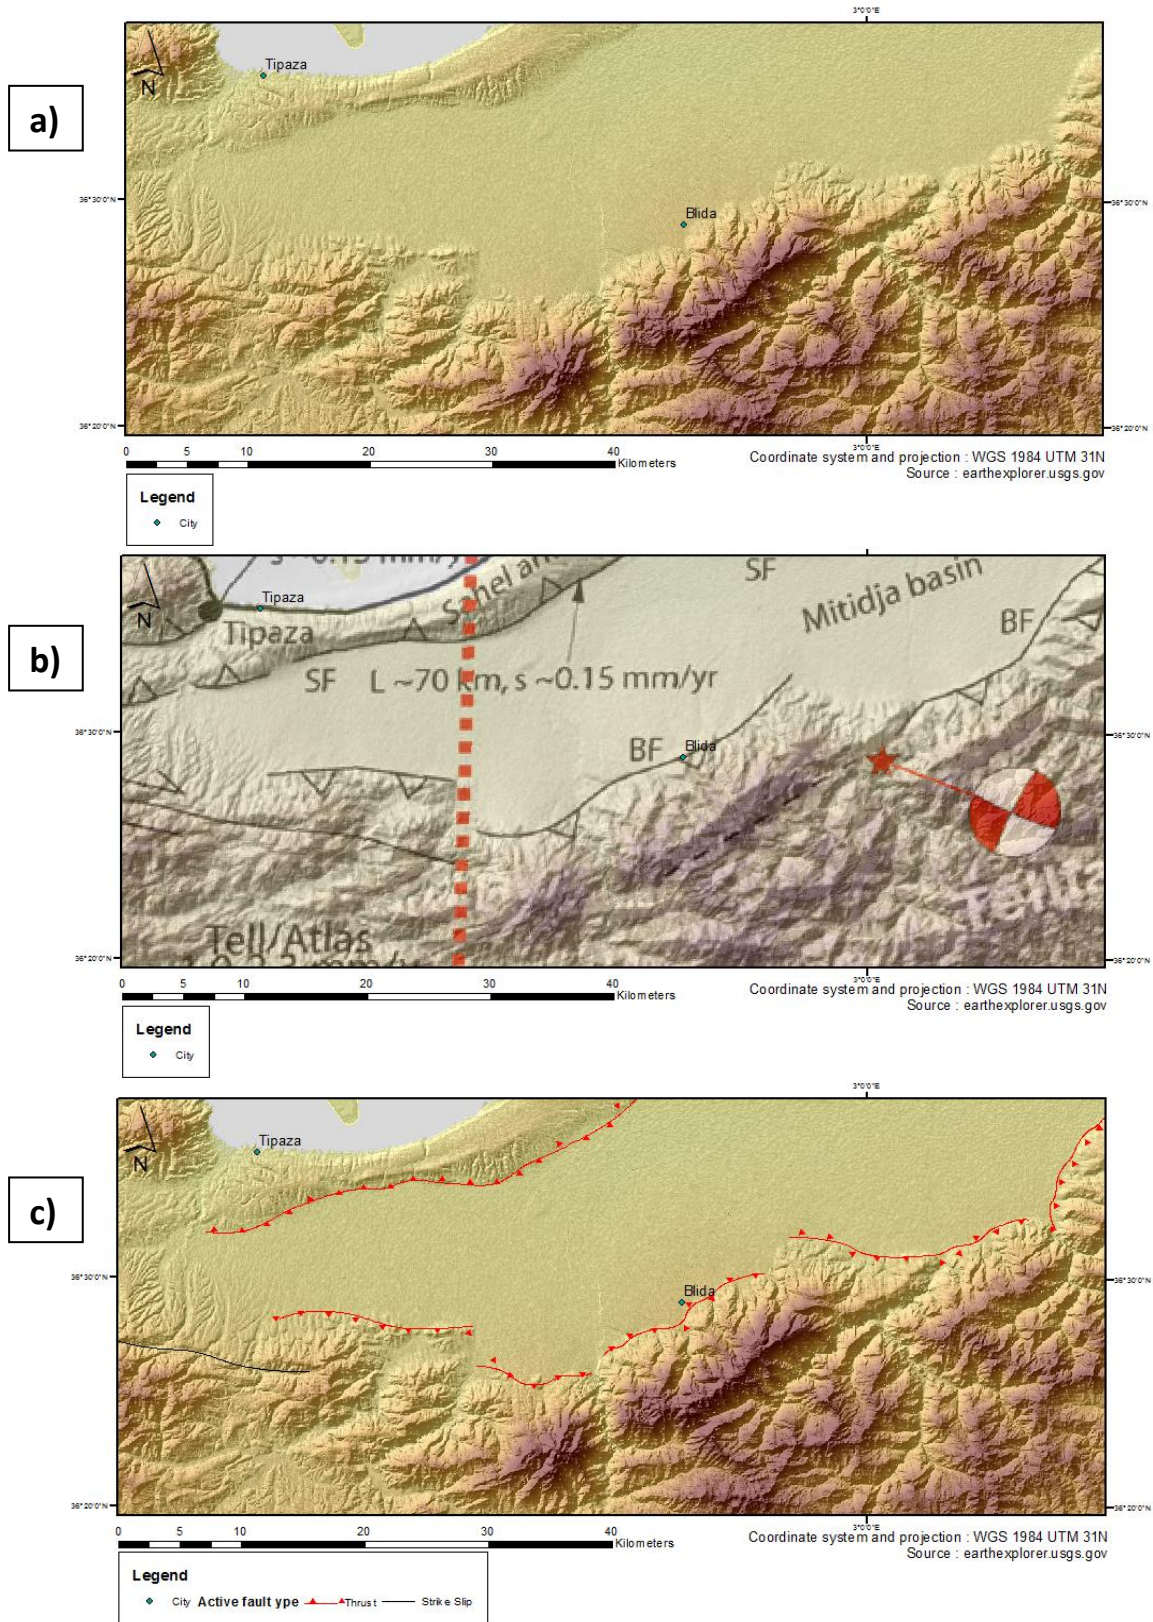 3°0'0"E
a)
N
Tipaza
Blida
36°30'0"N
36°30'0"N
36°20'0"N
36°20'0"N
3°0'0"E
0 5 10 20 30 40
Kilometers
Coordinate system and projection : WGS 1984 UTM 31N
Source : earthexplorer.usgs.gov
Legend
City
b)
N
Tipaza
Tipaza
Sahel an
SF
Mitidja basin
BF
SF L ~70 km, s ~0.15 mm/yr
BF
Blida
36°30'0"N
36°30'0"N
Tell/Atlas
36°20'0"N
36°20'0"N
3°0'0"E
0 5 10 20 30 40
Kilometers
Coordinate system and projection : WGS 1984 UTM 31N
Source : earthexplorer.usgs.gov
Legend
City
3°0'0"E
c)
N
Tipaza
Blida
36°30'0"N
36°30'0"N
36°20'0"N
36°20'0"N
3°0'0"E
0 5 10 20 30 40
Kilometers
Coordinate system and projection : WGS 1984 UTM 31N
Source : earthexplorer.usgs.gov
Legend
City Active fault ype Thrust Strike Slip